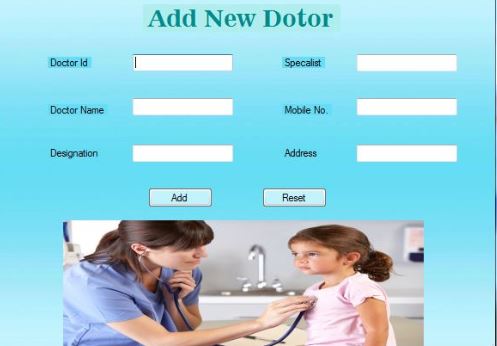 Add New Dotor
Doctor Id Specalist
Doctor Name Mobile No.
Designation Address
Add Reset